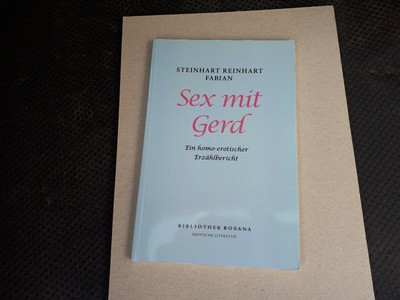 STEINHART REINHART
FABIAN
Sex mit
Gerd
Ein homo-erotischer
Erzählbericht
BIBLIOTHEK ROXANA
EROTISCHE LITERATUR